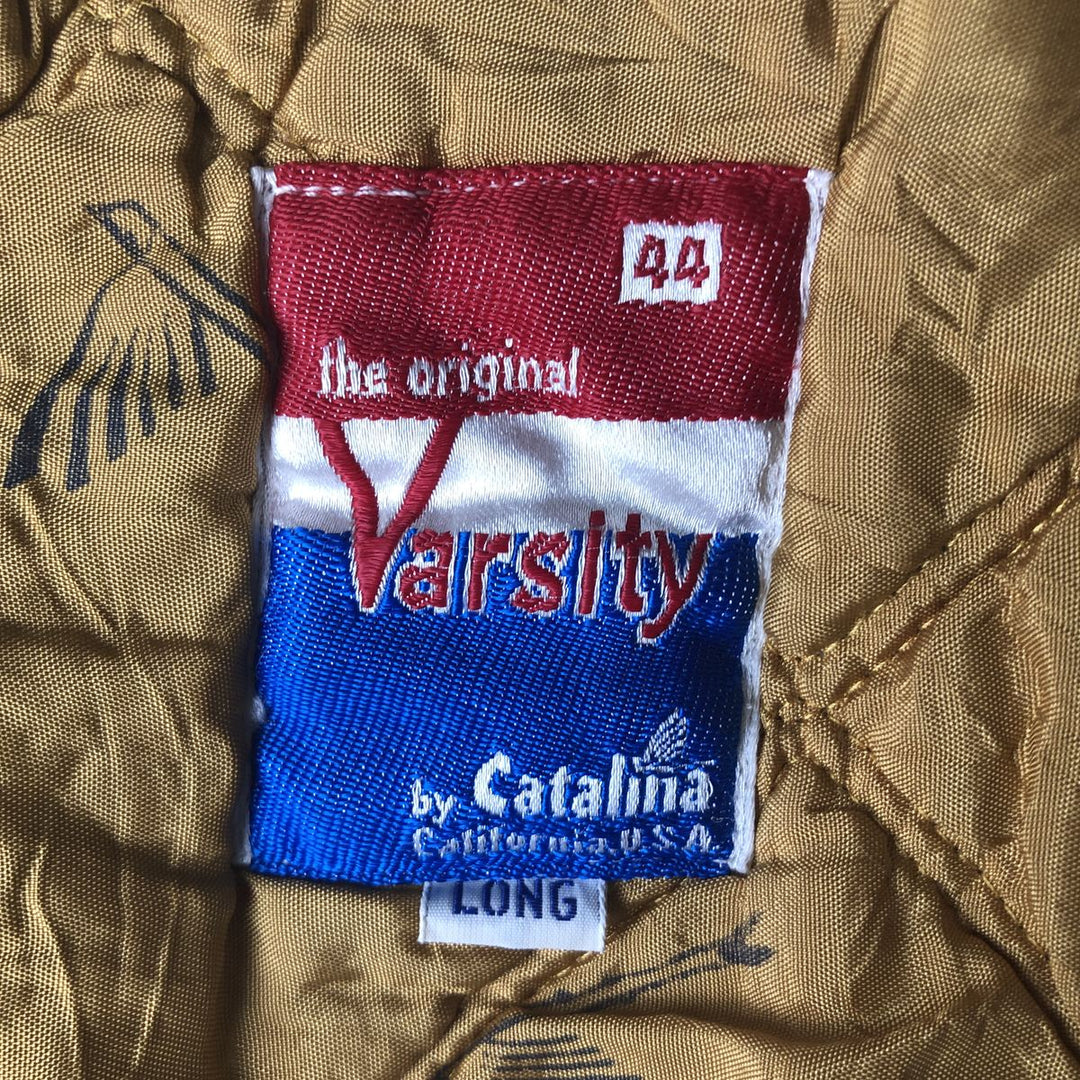 44
the original
Varsity
by Catalina
California, U.S.A.
LONG